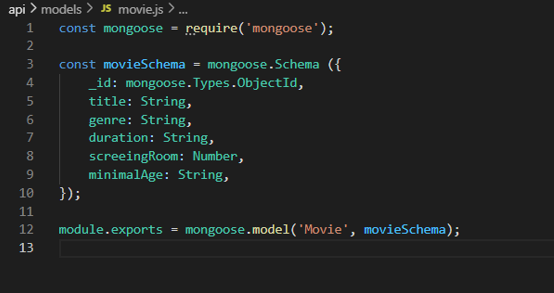 api > models > JS movie.js > ...
1 const mongoose = require('mongoose');
2
3 const movieSchema = mongoose.Schema ({
4 _id: mongoose.Types.ObjectId,
5 title: String,
6 genre: String,
7 duration: String,
8 screeingRoom: Number,
9 minimalAge: String,
10 });
11
12 module.exports = mongoose.model('Movie', movieSchema);
13